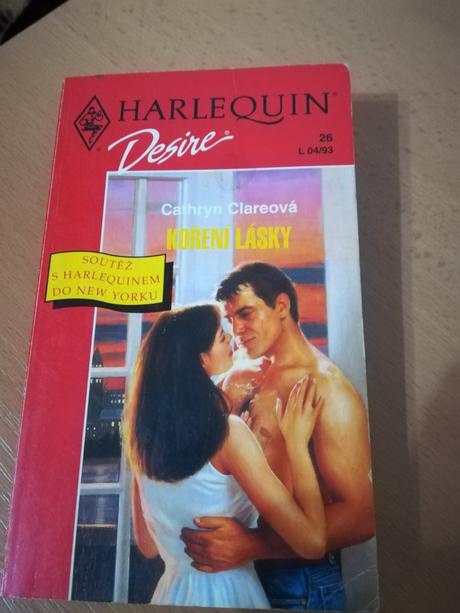 HARLEQUIN®
Desire®
26
L 04/93
Cathryn Clareová
KOŘENÍ LÁSKY
SOUTĚŽ
S HARLEQUINEM
DO NEW YORKU